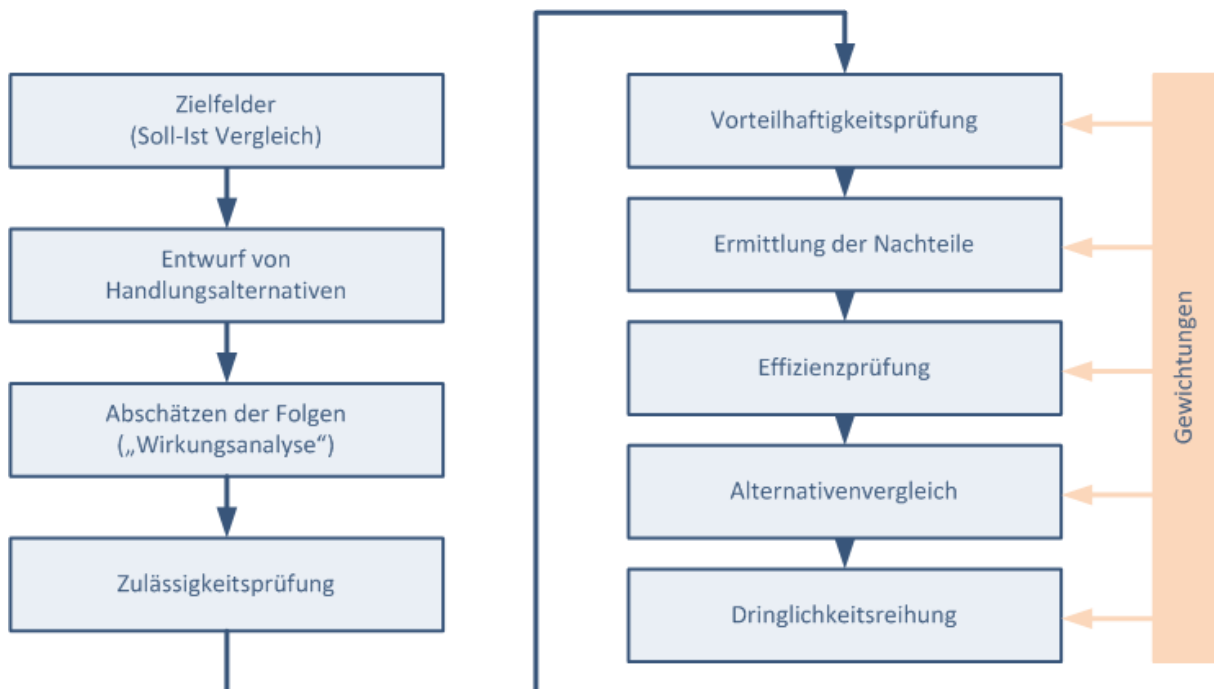 Zielfelder
(Soll-Ist Vergleich)
Entwurf von
Handlungsalternativen
Abschätzen der Folgen
(„Wirkungsanalyse“)
Zulässigkeitsprüfung
Vorteilhaftigkeitsprüfung
Ermittlung der Nachteile
Effizienzprüfung
Alternativenvergleich
Dringlichkeitsreihung
Gewichtungen